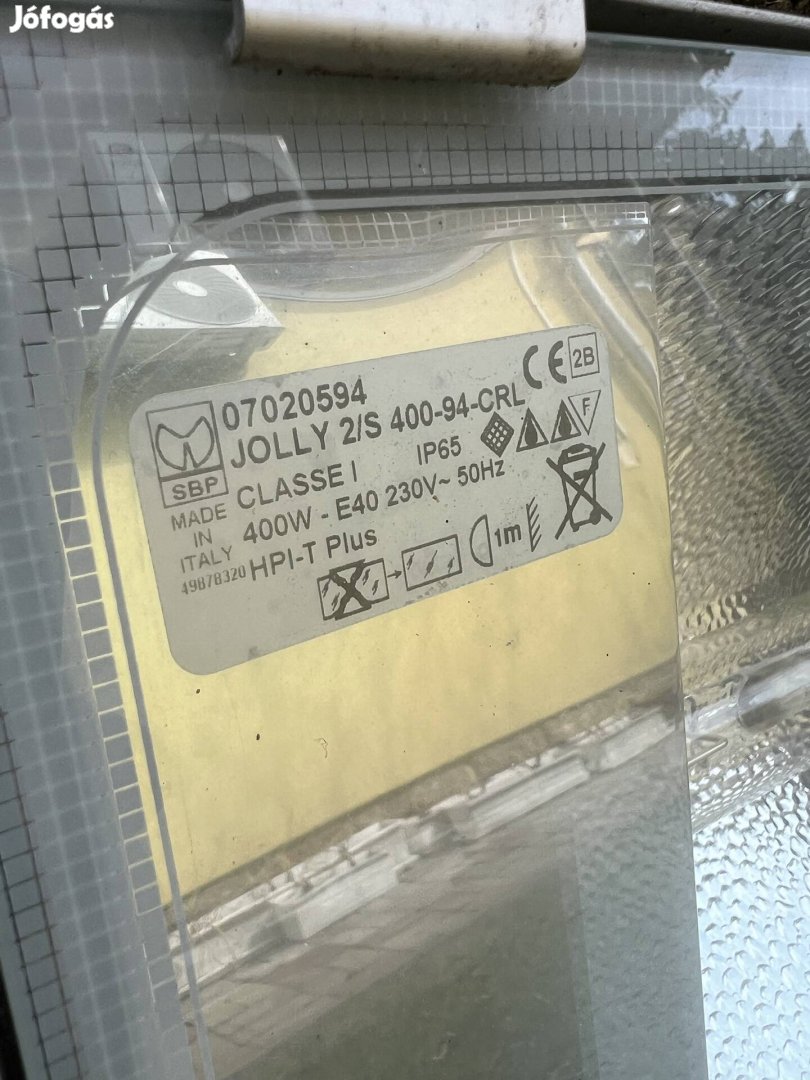 Jófogás
07020594
JOLLY 2/S 400-94-CRL
CE 2B
SBP
CLASSE I IP65
F
MADE IN ITALY
400W - E40 230V~ 50Hz
49878320 HPI-T Plus
1m